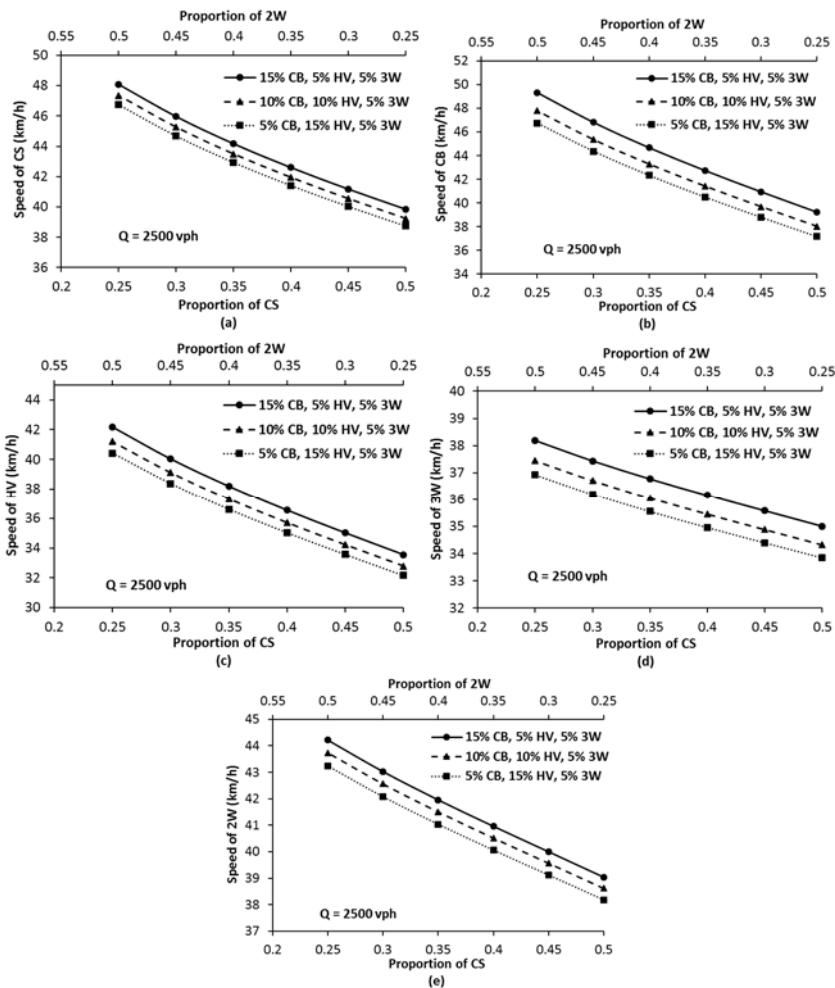 Proportion of 2W
0.55 0.5 0.45 0.4 0.35 0.3 0.25
50
48
46
44
42
40
38
36
Speed of CS (km/h)
15% CB, 5% HV, 5% 3W
10% CB, 10% HV, 5% 3W
5% CB, 15% HV, 5% 3W
Q = 2500 vph
0.2 0.25 0.3 0.35 0.4 0.45 0.5
Proportion of CS
(a)
Proportion of 2W
0.55 0.5 0.45 0.4 0.35 0.3 0.25
52
50
48
46
44
42
40
38
36
34
Speed of CB (km/h)
15% CB, 5% HV, 5% 3W
10% CB, 10% HV, 5% 3W
5% CB, 15% HV, 5% 3W
Q = 2500 vph
0.2 0.25 0.3 0.35 0.4 0.45 0.5
Proportion of CS
(b)
Proportion of 2W
0.55 0.5 0.45 0.4 0.35 0.3 0.25
44
42
40
38
36
34
32
30
Speed of HV (km/h)
15% CB, 5% HV, 5% 3W
10% CB, 10% HV, 5% 3W
5% CB, 15% HV, 5% 3W
Q = 2500 vph
0.2 0.25 0.3 0.35 0.4 0.45 0.5
Proportion of CS
(c)
Proportion of 2W
0.55 0.5 0.45 0.4 0.35 0.3 0.25
40
39
38
37
36
35
34
33
32
Speed of 3W (km/h)
15% CB, 5% HV, 5% 3W
10% CB, 10% HV, 5% 3W
5% CB, 15% HV, 5% 3W
Q = 2500 vph
0.2 0.25 0.3 0.35 0.4 0.45 0.5
Proportion of CS
(d)
Proportion of 2W
0.55 0.5 0.45 0.4 0.35 0.3 0.25
45
44
43
42
41
40
39
38
37
Speed of 2W (km/h)
15% CB, 5% HV, 5% 3W
10% CB, 10% HV, 5% 3W
5% CB, 15% HV, 5% 3W
Q = 2500 vph
0.2 0.25 0.3 0.35 0.4 0.45 0.5
Proportion of CS
(e)